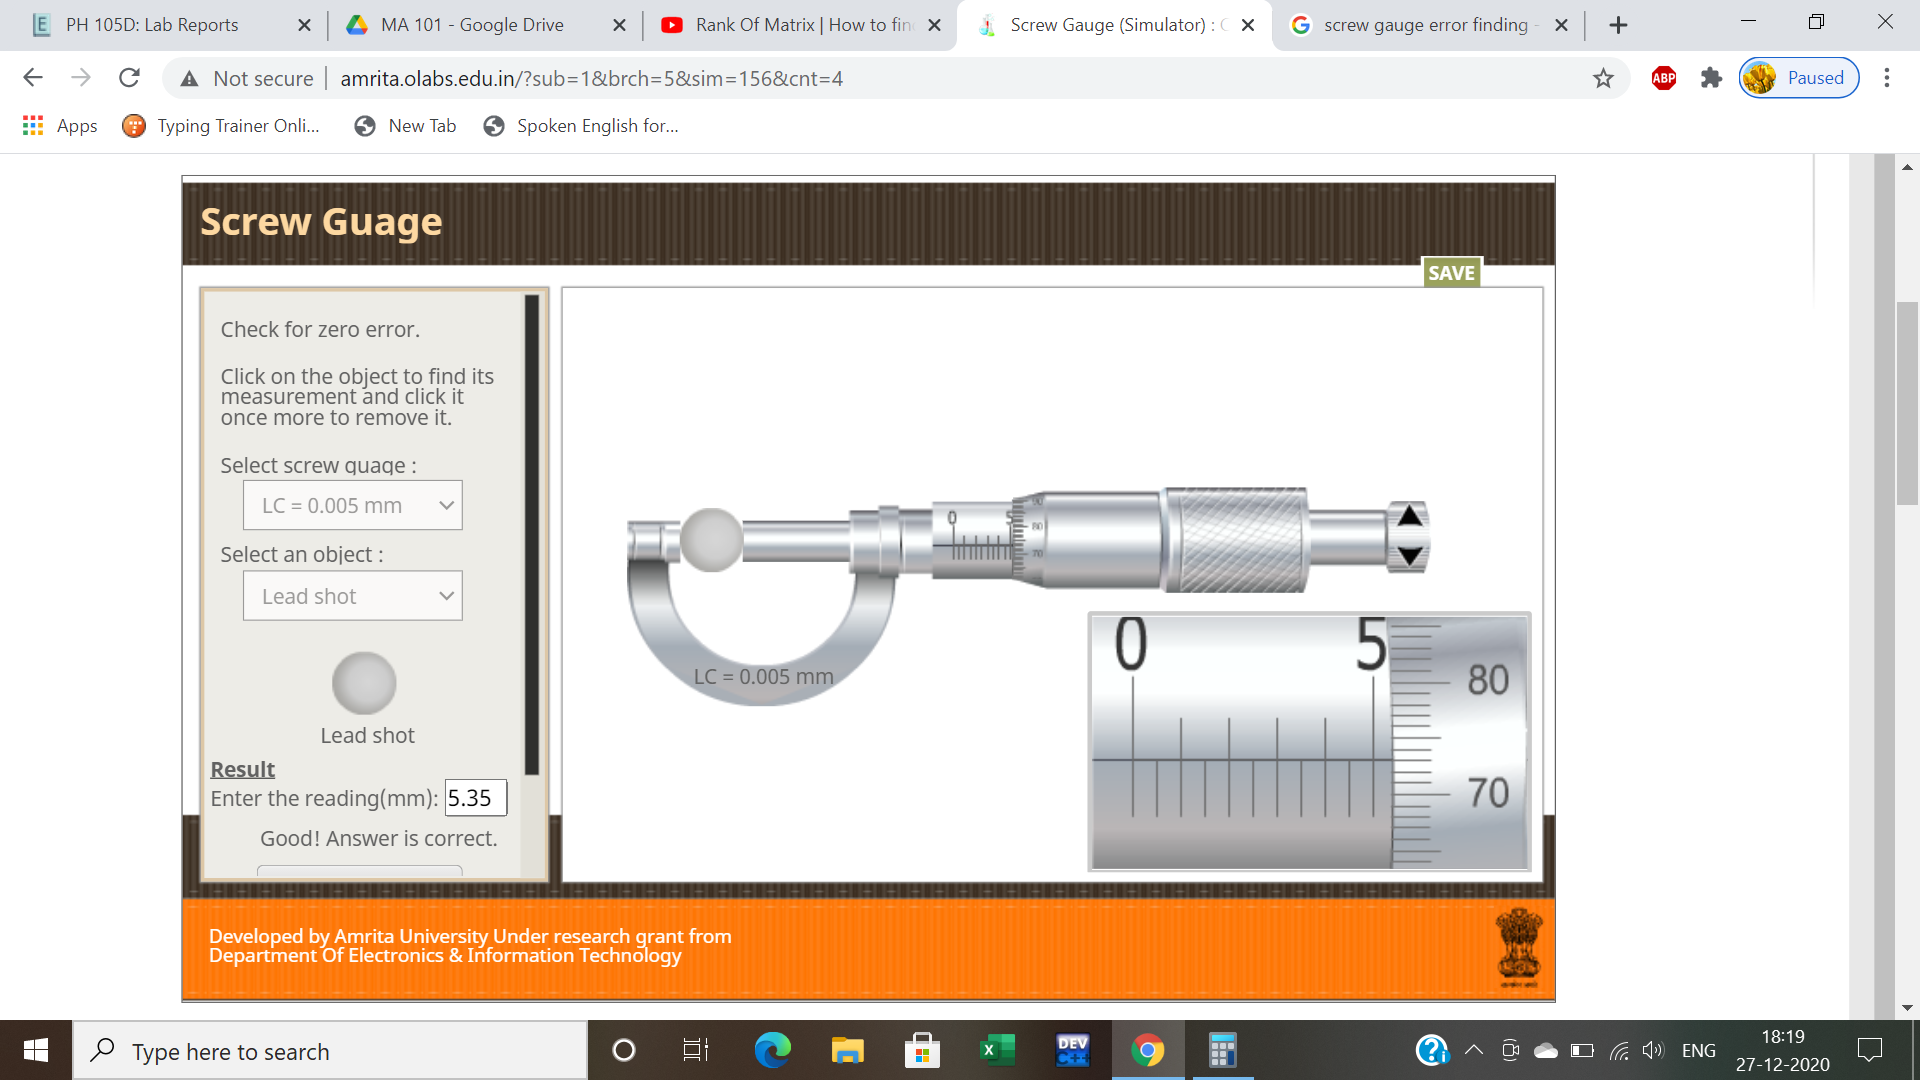 PH 105D: Lab Reports
MA 101 - Google Drive
Rank Of Matrix | How to fin
Screw Gauge (Simulator) : C
screw gauge error finding -
Not secure
amrita.olabs.edu.in/?sub=1&brch=5&sim=156&cnt=4
ABP
Paused
Apps
Typing Trainer Onli...
New Tab
Spoken English for...
Screw Guage
SAVE
Check for zero error.
Click on the object to find its
measurement and click it
once more to remove it.
Select screw guage :
LC = 0.005 mm
Select an object :
Lead shot
Lead shot
Result
Enter the reading(mm): 5.35
Good! Answer is correct.
0 5
80
70
LC = 0.005 mm
0 5
80
70
Developed by Amrita University Under research grant from
Department Of Electronics & Information Technology
Type here to search
DEV
C++
ENG
18:19
27-12-2020